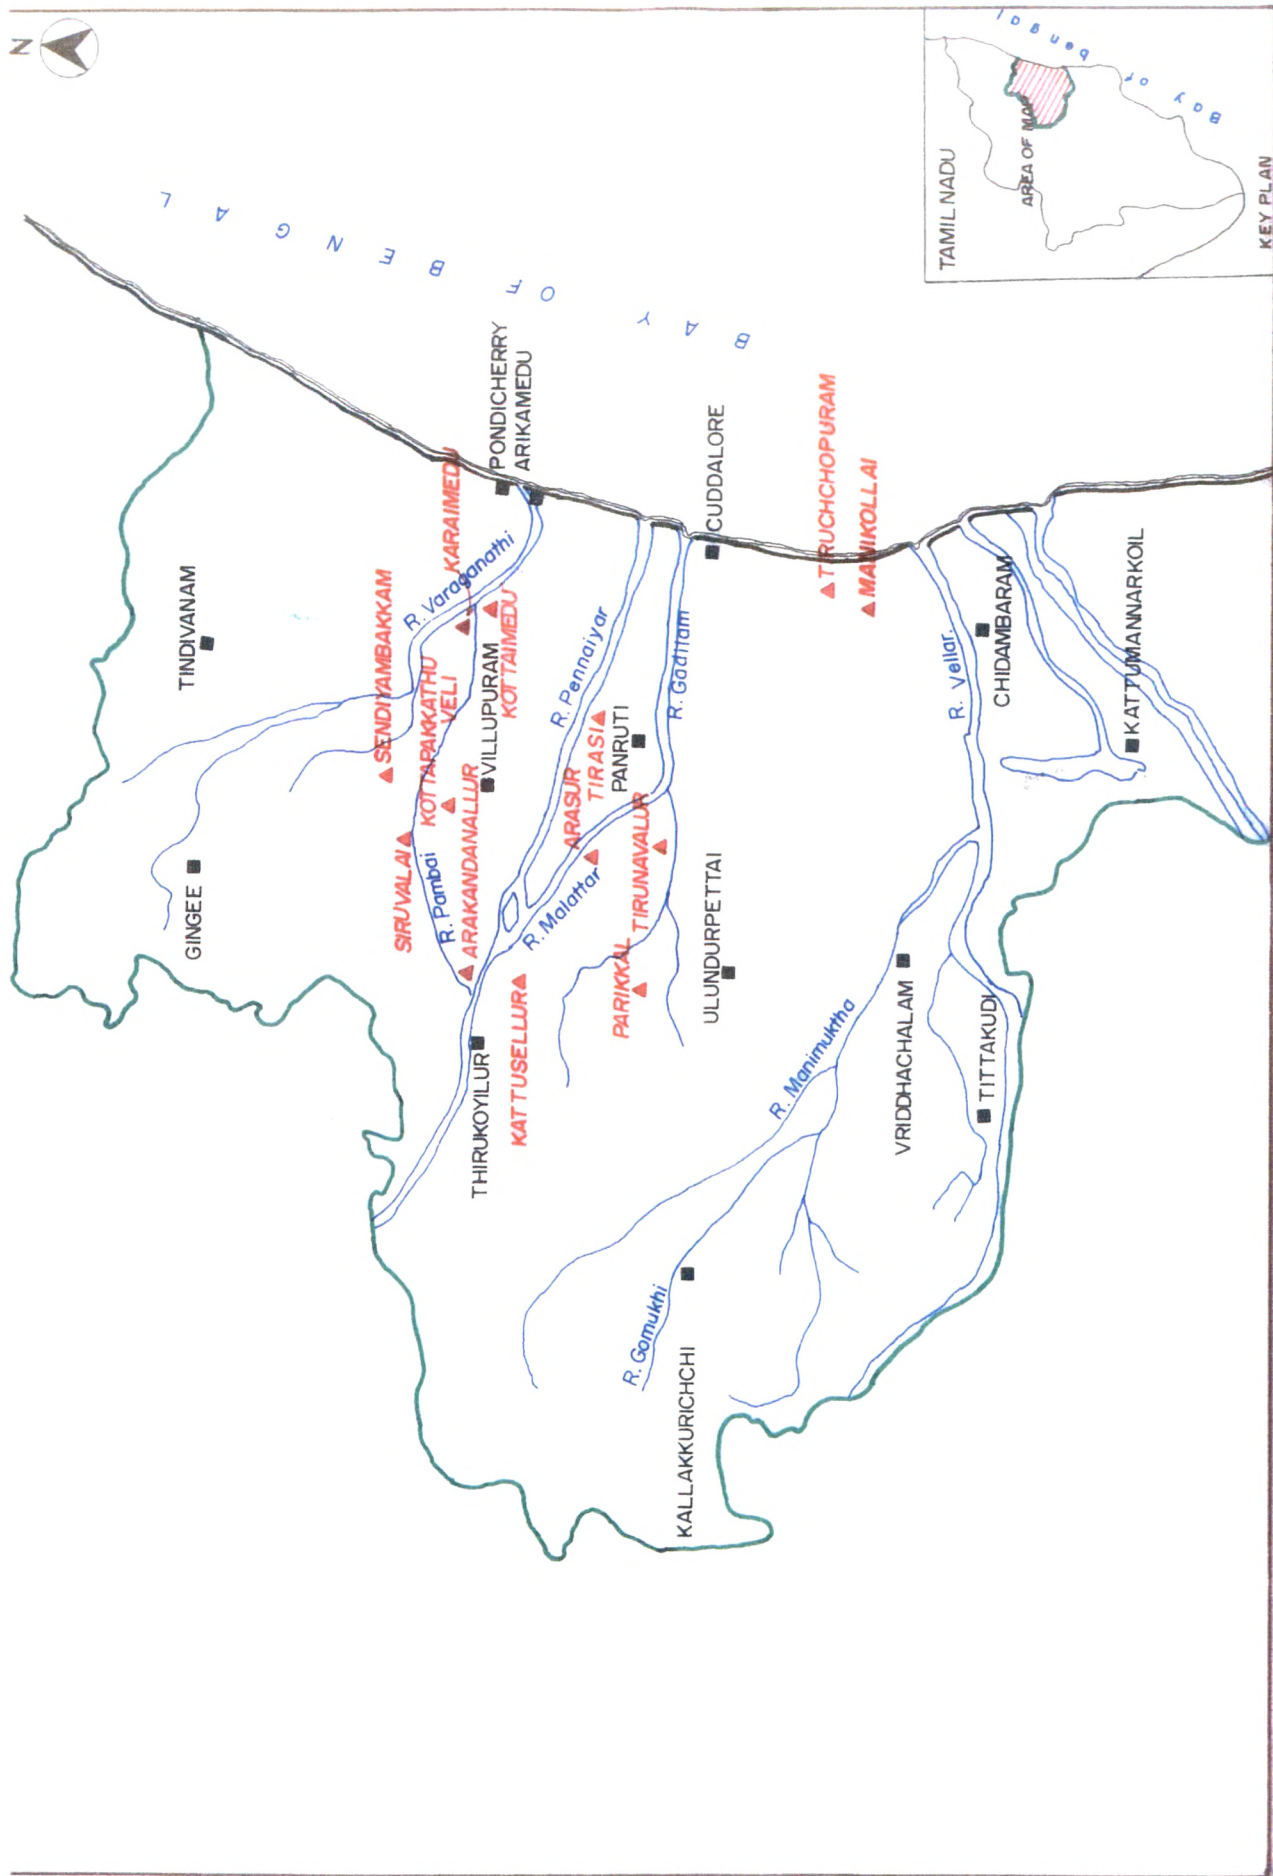 N
TINDIVANAM
GINGEE
BAY OF BENGAL
SENDIYAMBAKKAM
SIRUVALAI
KOTTAPAKKATHU
VELI
R. Varaganathi
KARAIMEDU
PONDICHERRY
ARIKAMEDU
R. Pambai
ARAKANDANALLUR
VILLUPURAM
KOTTAIMEDU
THIRUKOYILUR
KATTUSELLUR
R. Malattar
ARASUR
TIRASI
R. Pennaiyar
PANRUTI
R. Gadilam
PARIKKAL
TIRUNAVALUR
CUDDALORE
ULUNDURPETTAI
R. Gomukhi
KALLAKKURICHCHI
R. Manimuktha
TIRUCHCHOPURAM
MANIKOLLAI
VRIDDHACHALAM
R. Vellar.
TITTAKUDI
CHIDAMBARAM
KATTUMANNARKOIL
TAMIL NADU
AREA OF MAP
Bay of bengal
KEY PLAN